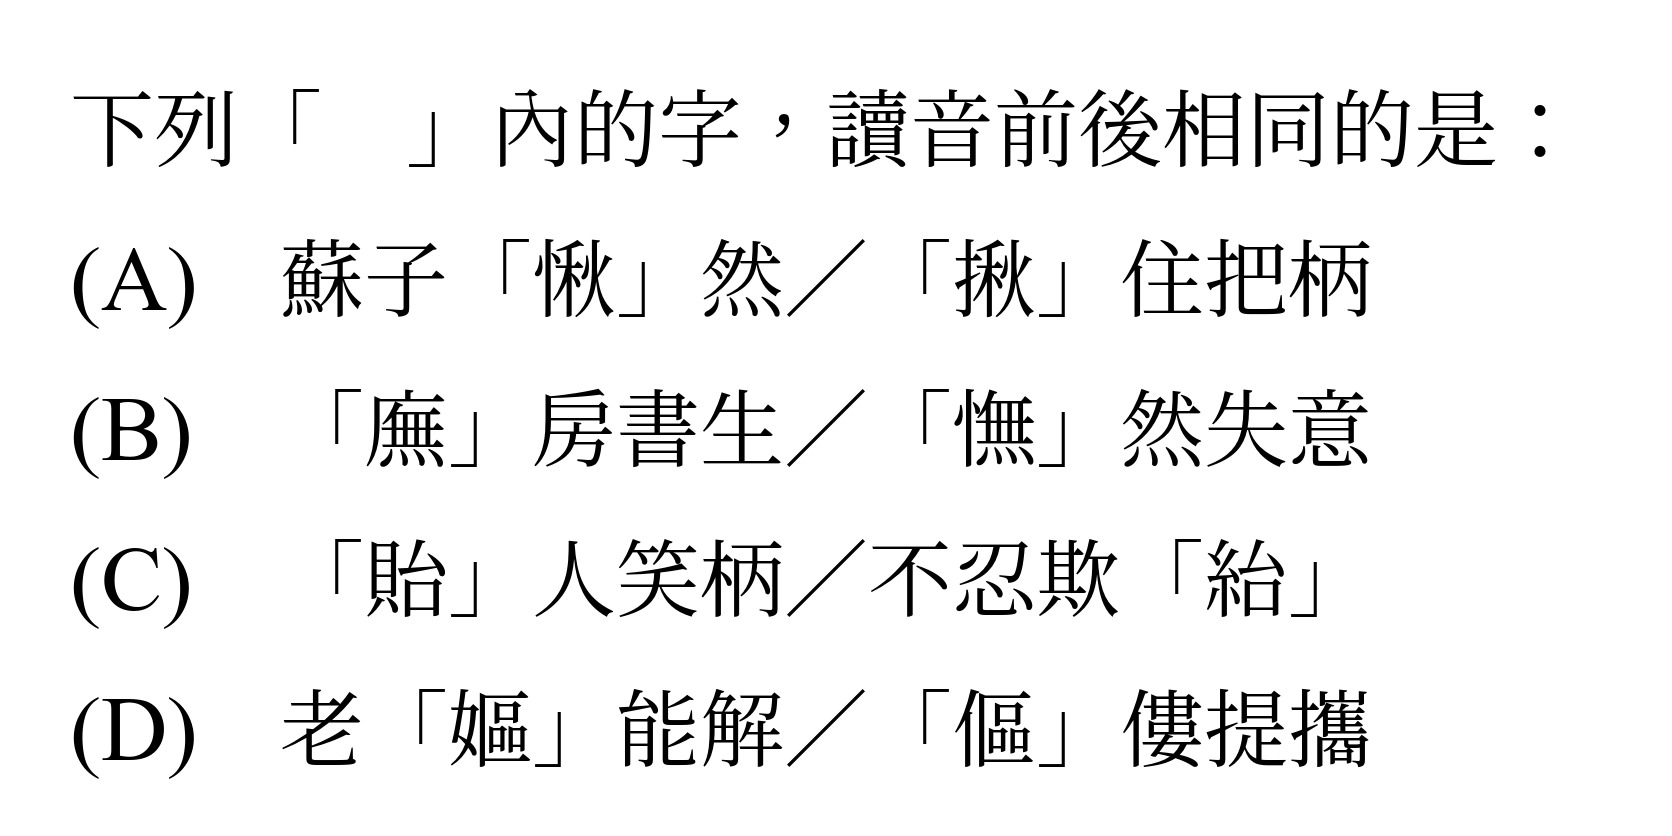 下列「　」內的字，讀音前後相同的是：
(A)　蘇子「愀」然／「揪」住把柄
(B)　「廡」房書生／「憮」然失意
(C)　「貽」人笑柄／不忍欺「紿」
(D)　老「嫗」能解／「傴」僂提攜